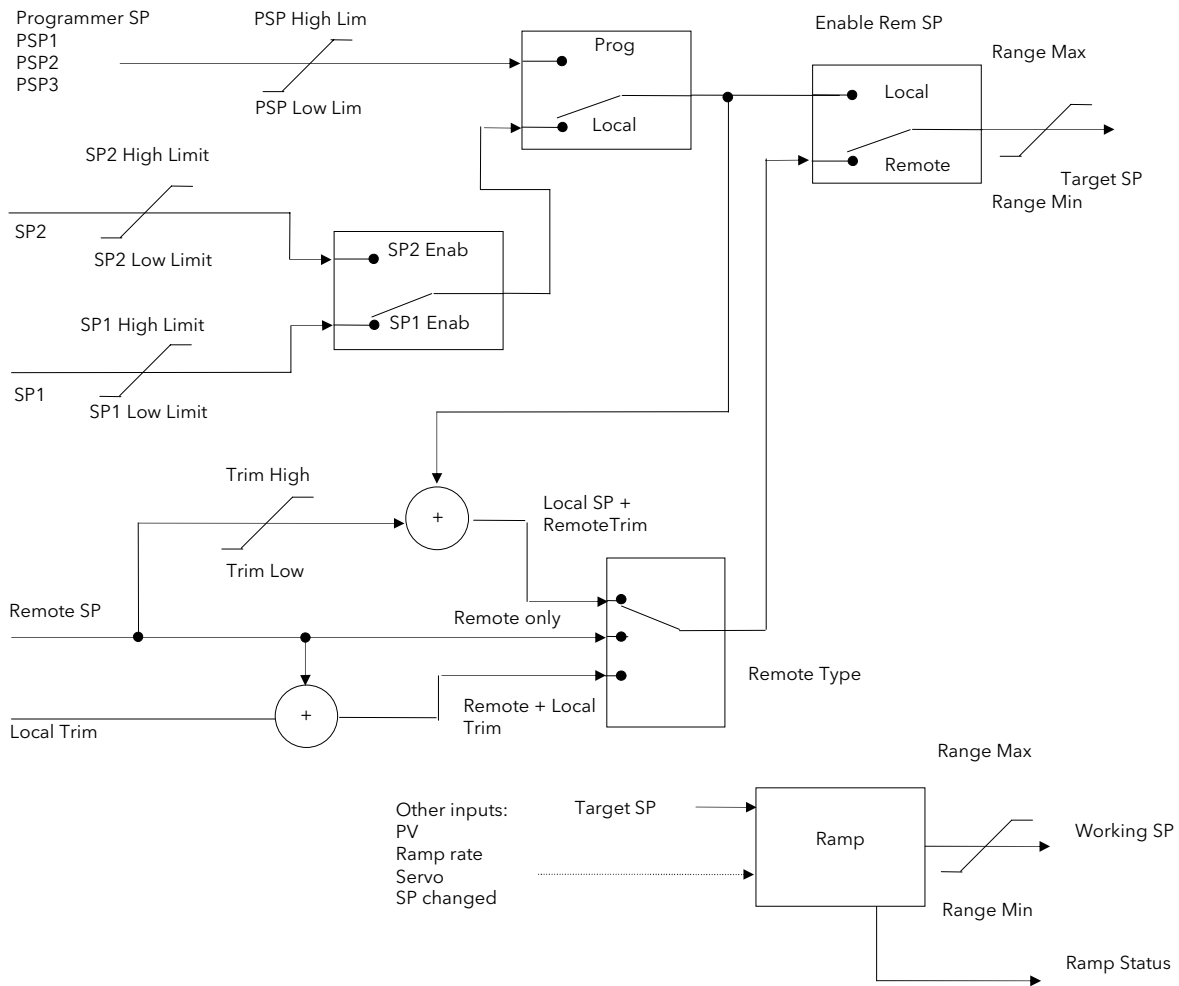 Programmer SP
PSP1
PSP2
PSP3
PSP High Lim
PSP Low Lim
Prog
Local
Enable Rem SP
Local
Remote
Range Max
Range Min
Target SP
SP2 High Limit
SP2
SP2 Low Limit
SP2 Enab
SP1 Enab
SP1 High Limit
SP1
SP1 Low Limit
Trim High
Trim Low
+
Local SP +
RemoteTrim
Remote SP
Remote only
+
Local Trim
Remote + Local
Trim
Remote Type
Other inputs:
PV
Ramp rate
Servo
SP changed
Target SP
Ramp
Range Max
Range Min
Working SP
Ramp Status